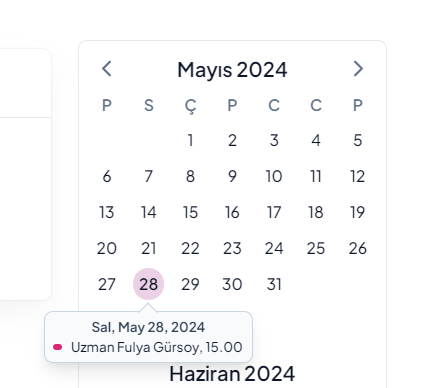 Mayıs 2024
P S Ç P C C P
1 2 3 4 5
6 7 8 9 10 11 12
13 14 15 16 17 18 19
20 21 22 23 24 25 26
27 28 29 30 31
Sal, May 28, 2024
Uzman Fulya Gürsoy, 15.00
Haziran 2024